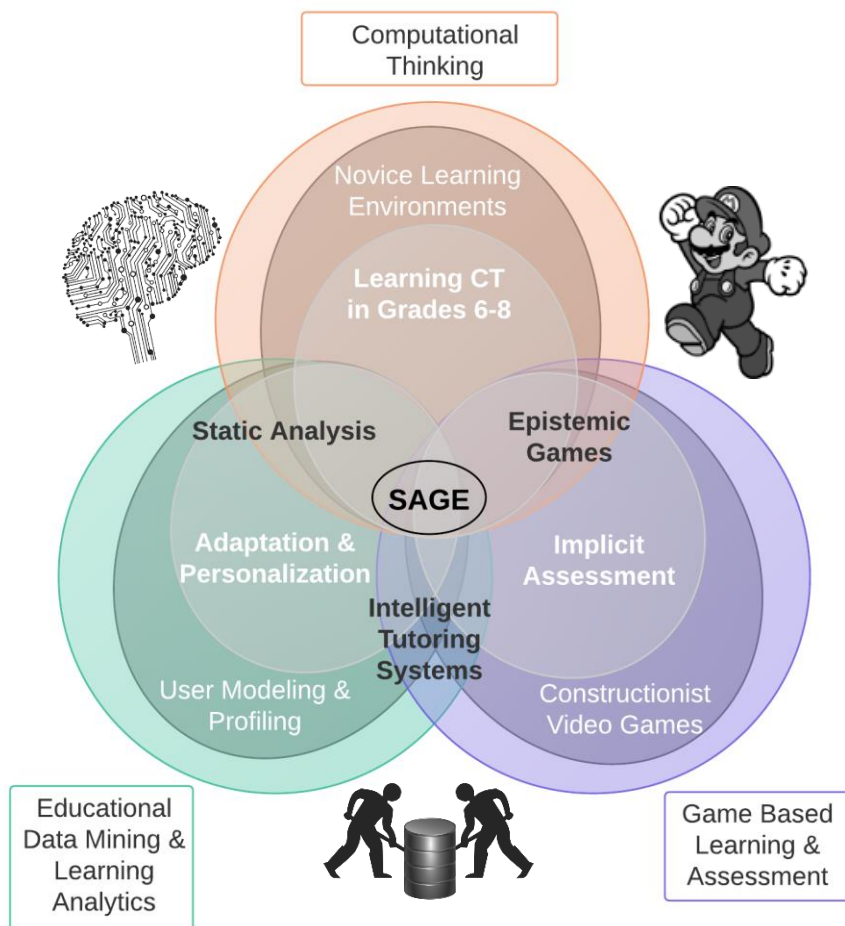 Computational
Thinking
Novice Learning
Environments
Learning CT
in Grades 6-8
Static Analysis
Epistemic
Games
SAGE
Adaptation &
Personalization
Implicit
Assessment
Intelligent
Tutoring
Systems
User Modeling &
Profiling
Constructionist
Video Games
Educational
Data Mining &
Learning
Analytics
Game Based
Learning &
Assessment